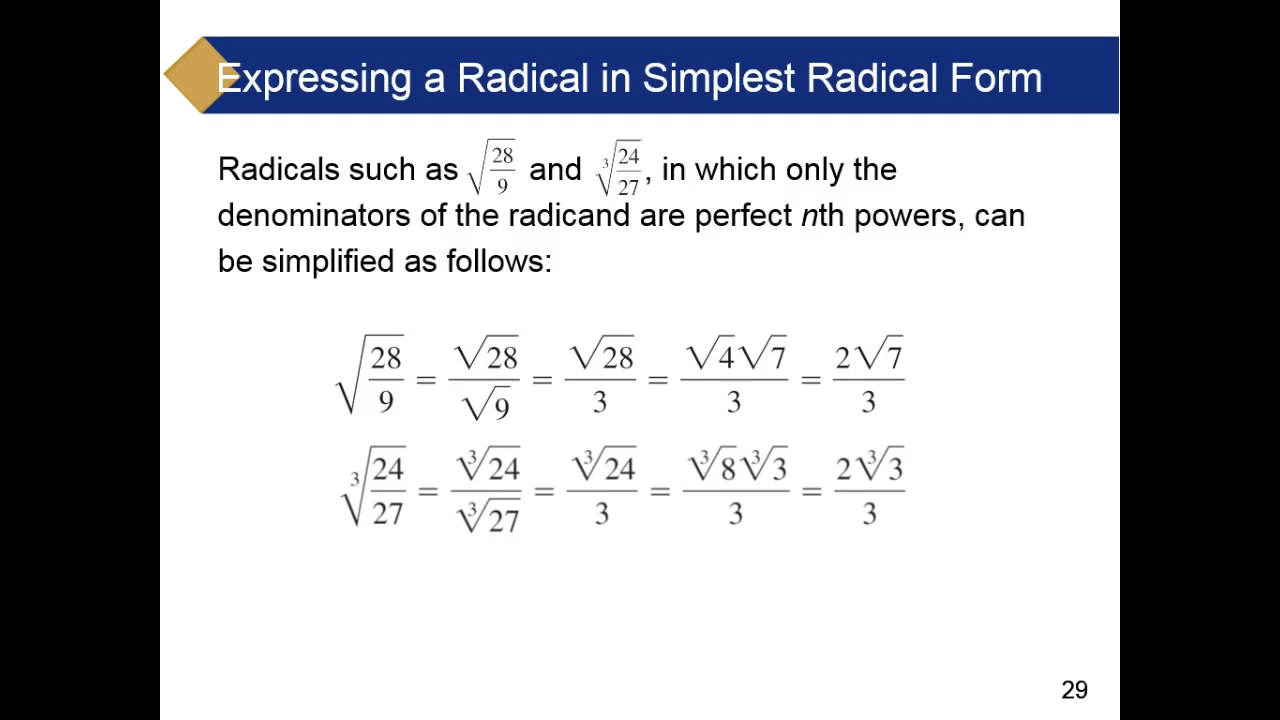 Expressing a Radical in Simplest Radical Form
Radicals such as √(28/9) and ∛(24/27), in which only the
denominators of the radicand are perfect nth powers, can
be simplified as follows:
√(28/9) = √28/√9 = √28/3 = √4√7/3 = 2√7/3
∛(24/27) = ∛24/∛27 = ∛24/3 = ∛8∛3/3 = 2∛3/3
29